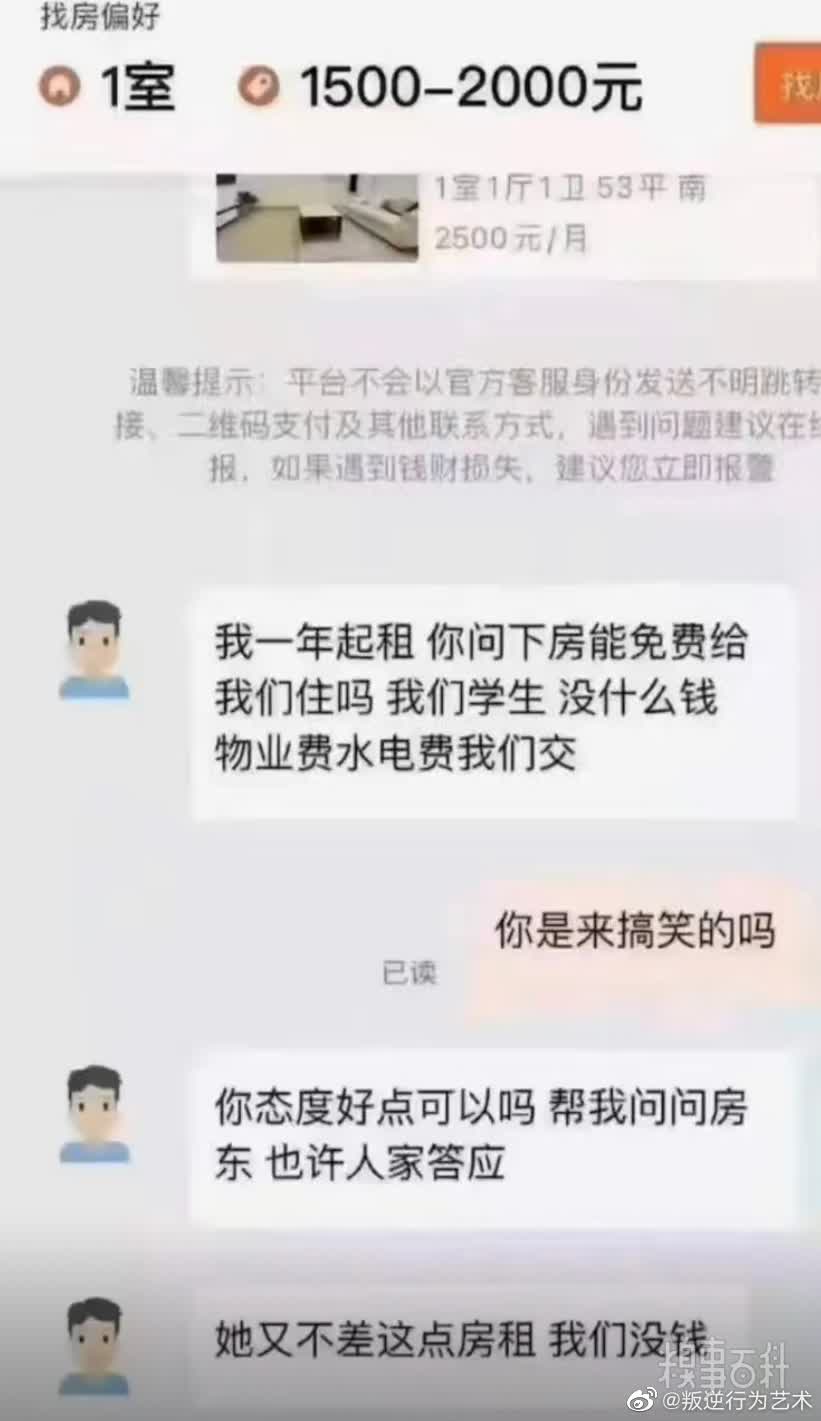 找房偏好
1室 1500-2000元 找
1室1厅1卫 53平 南
2500元/月
温馨提示：平台不会以官方客服身份发送不明跳转
接、二维码支付及其他联系方式，遇到问题建议在
报，如果遇到钱财损失，建议您立即报警
我一年起租 你问下房能免费给
我们住吗 我们学生 没什么钱
物业费水电费我们交
你是来搞笑的吗
已读
你态度好点可以吗 帮我问问房
东 也许人家答应
她又不差这点房租 我们没钱
糗事百科
@叛逆行为艺术